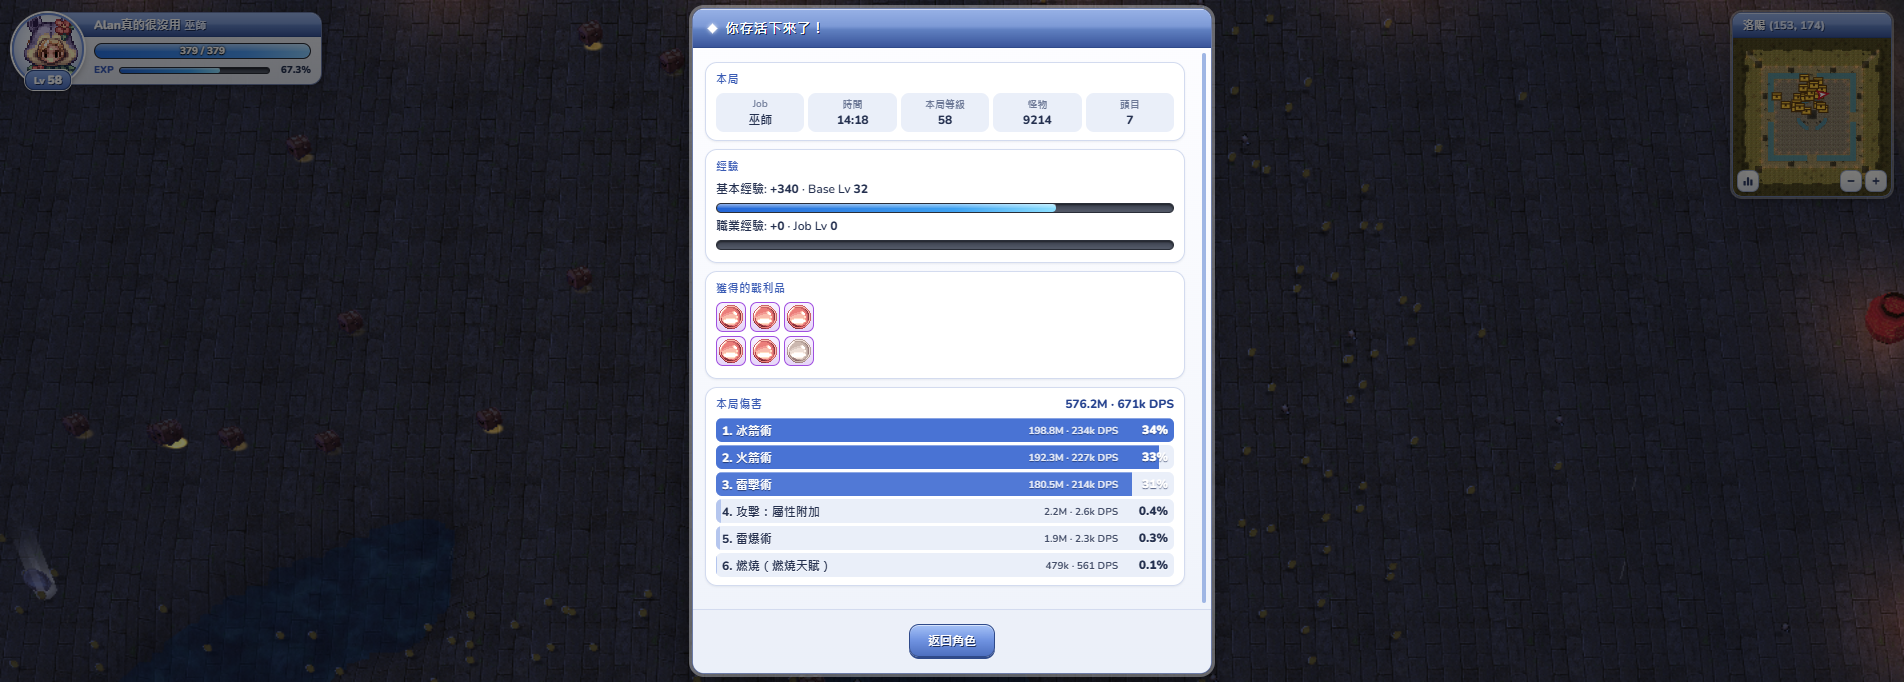 Alan真的很沒用 巫師
379 / 379
EXP 67.3%
Lv 58
你存活下來了！
本局
Job
巫師
時間
14:18
本局等級
58
怪物
9214
頭目
7
經驗
基本經驗: +340 · Base Lv 32
職業經驗: +0 · Job Lv 0
獲得的戰利品
本局傷害 576.2M · 671k DPS
1. 冰箭術 198.8M · 234k DPS 34%
2. 火箭術 192.3M · 227k DPS 33%
3. 雷擊術 180.5M · 214k DPS 31%
4. 攻擊：屬性附加 2.2M · 2.6k DPS 0.4%
5. 雷爆術 1.9M · 2.3k DPS 0.3%
6. 燃燒（燃燒天賦） 479k · 561 DPS 0.1%
返回角色
洛陽 (153, 174)
− +